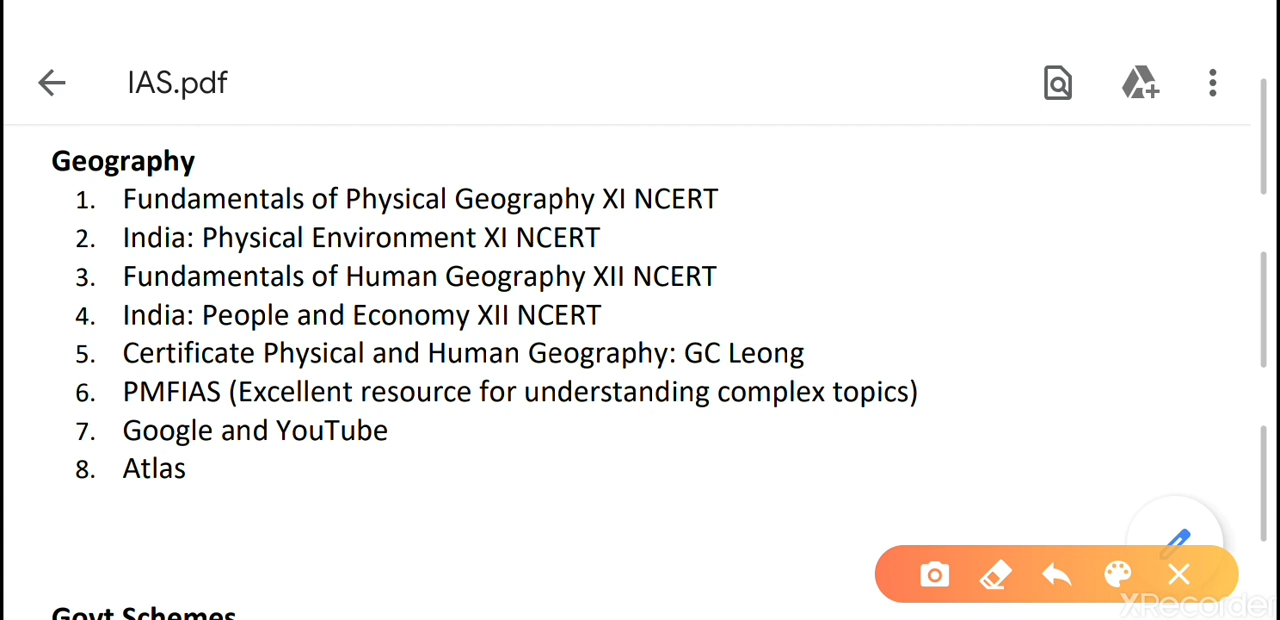 IAS.pdf
Geography
1. Fundamentals of Physical Geography XI NCERT
2. India: Physical Environment XI NCERT
3. Fundamentals of Human Geography XII NCERT
4. India: People and Economy XII NCERT
5. Certificate Physical and Human Geography: GC Leong
6. PMFIAS (Excellent resource for understanding complex topics)
7. Google and YouTube
8. Atlas
Govt Schemes
XRecorder